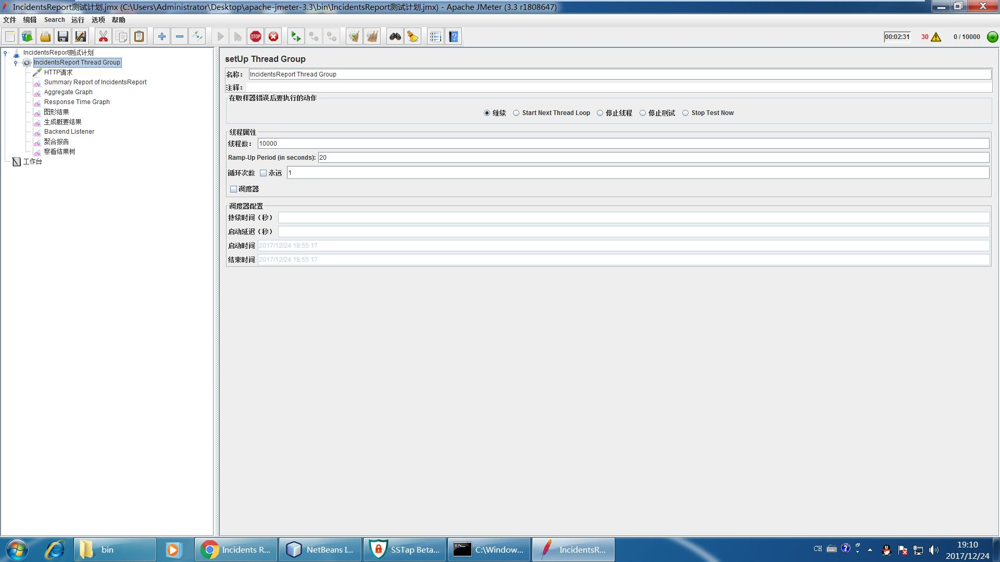 IncidentsReport测试计划.jmx (C:\Users\Administrator\Desktop\apache-jmeter-3.3\bin\IncidentsReport测试计划.jmx) - Apache JMeter (3.3 r1808647)
文件 编辑 Search 运行 选项 帮助
STOP
00:02:31 30 0 / 10000
IncidentsReport测试计划
IncidentsReport Thread Group
HTTP请求
Summary Report of IncidentsReport
Aggregate Graph
Response Time Graph
图形结果
生成概要结果
Backend Listener
聚合报告
察看结果树
工作台
setUp Thread Group
名称： IncidentsReport Thread Group
注释：
在取样器错误后要执行的动作
继续 Start Next Thread Loop 停止线程 停止测试 Stop Test Now
线程属性
线程数： 10000
Ramp-Up Period (in seconds): 20
循环次数 永远 1
调度器
调度器配置
持续时间（秒）
启动延迟（秒）
启动时间 2017/12/24 18:55:17
结束时间 2017/12/24 18:55:17
bin Incidents R... NetBeans I... SSTap Beta... C:\Window... IncidentsR... CH
19:10
2017/12/24